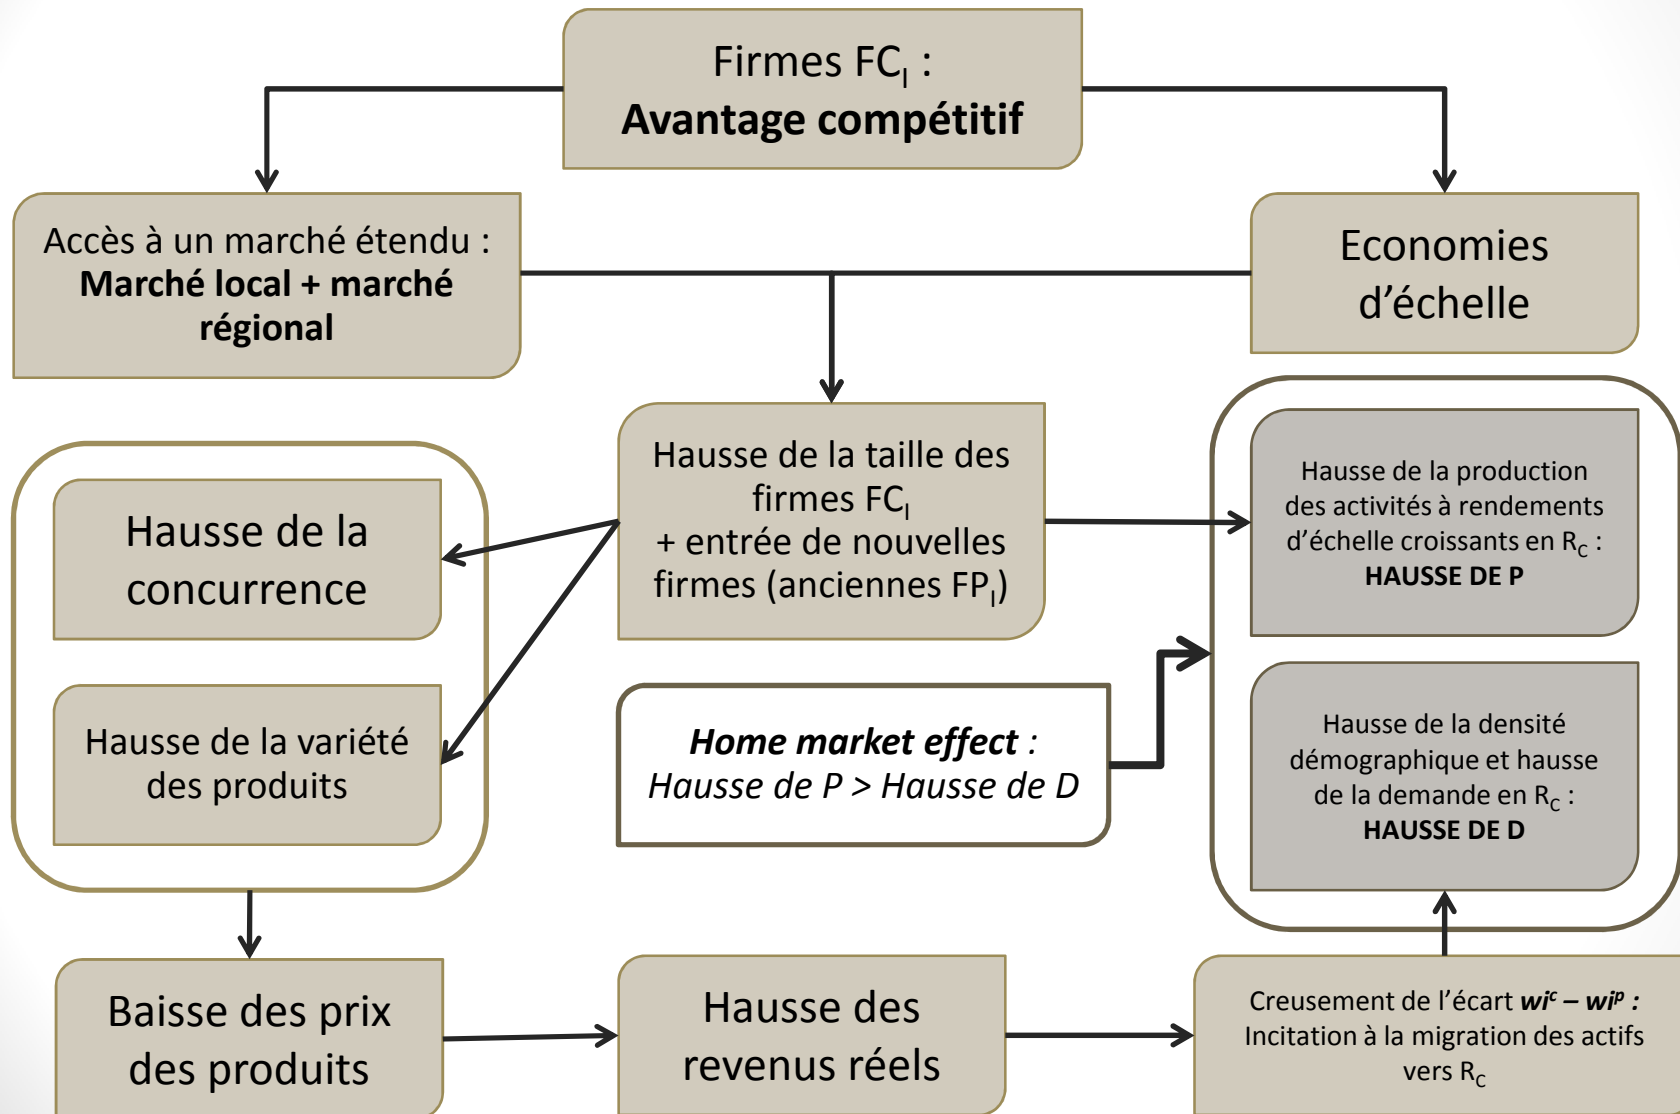 Firmes FCI :
Avantage compétitif
Accès à un marché étendu :
Marché local + marché
régional
Economies
d’échelle
Hausse de la taille des
firmes FCI
+ entrée de nouvelles
firmes (anciennes FPI)
Hausse de la
concurrence
Hausse de la variété
des produits
Hausse de la production
des activités à rendements
d’échelle croissants en RC :
HAUSSE DE P
Home market effect :
Hausse de P > Hausse de D
Hausse de la densité
démographique et hausse
de la demande en RC :
HAUSSE DE D
Baisse des prix
des produits
Hausse des
revenus réels
Creusement de l’écart wiᶜ – wiᵖ :
Incitation à la migration des actifs
vers RC